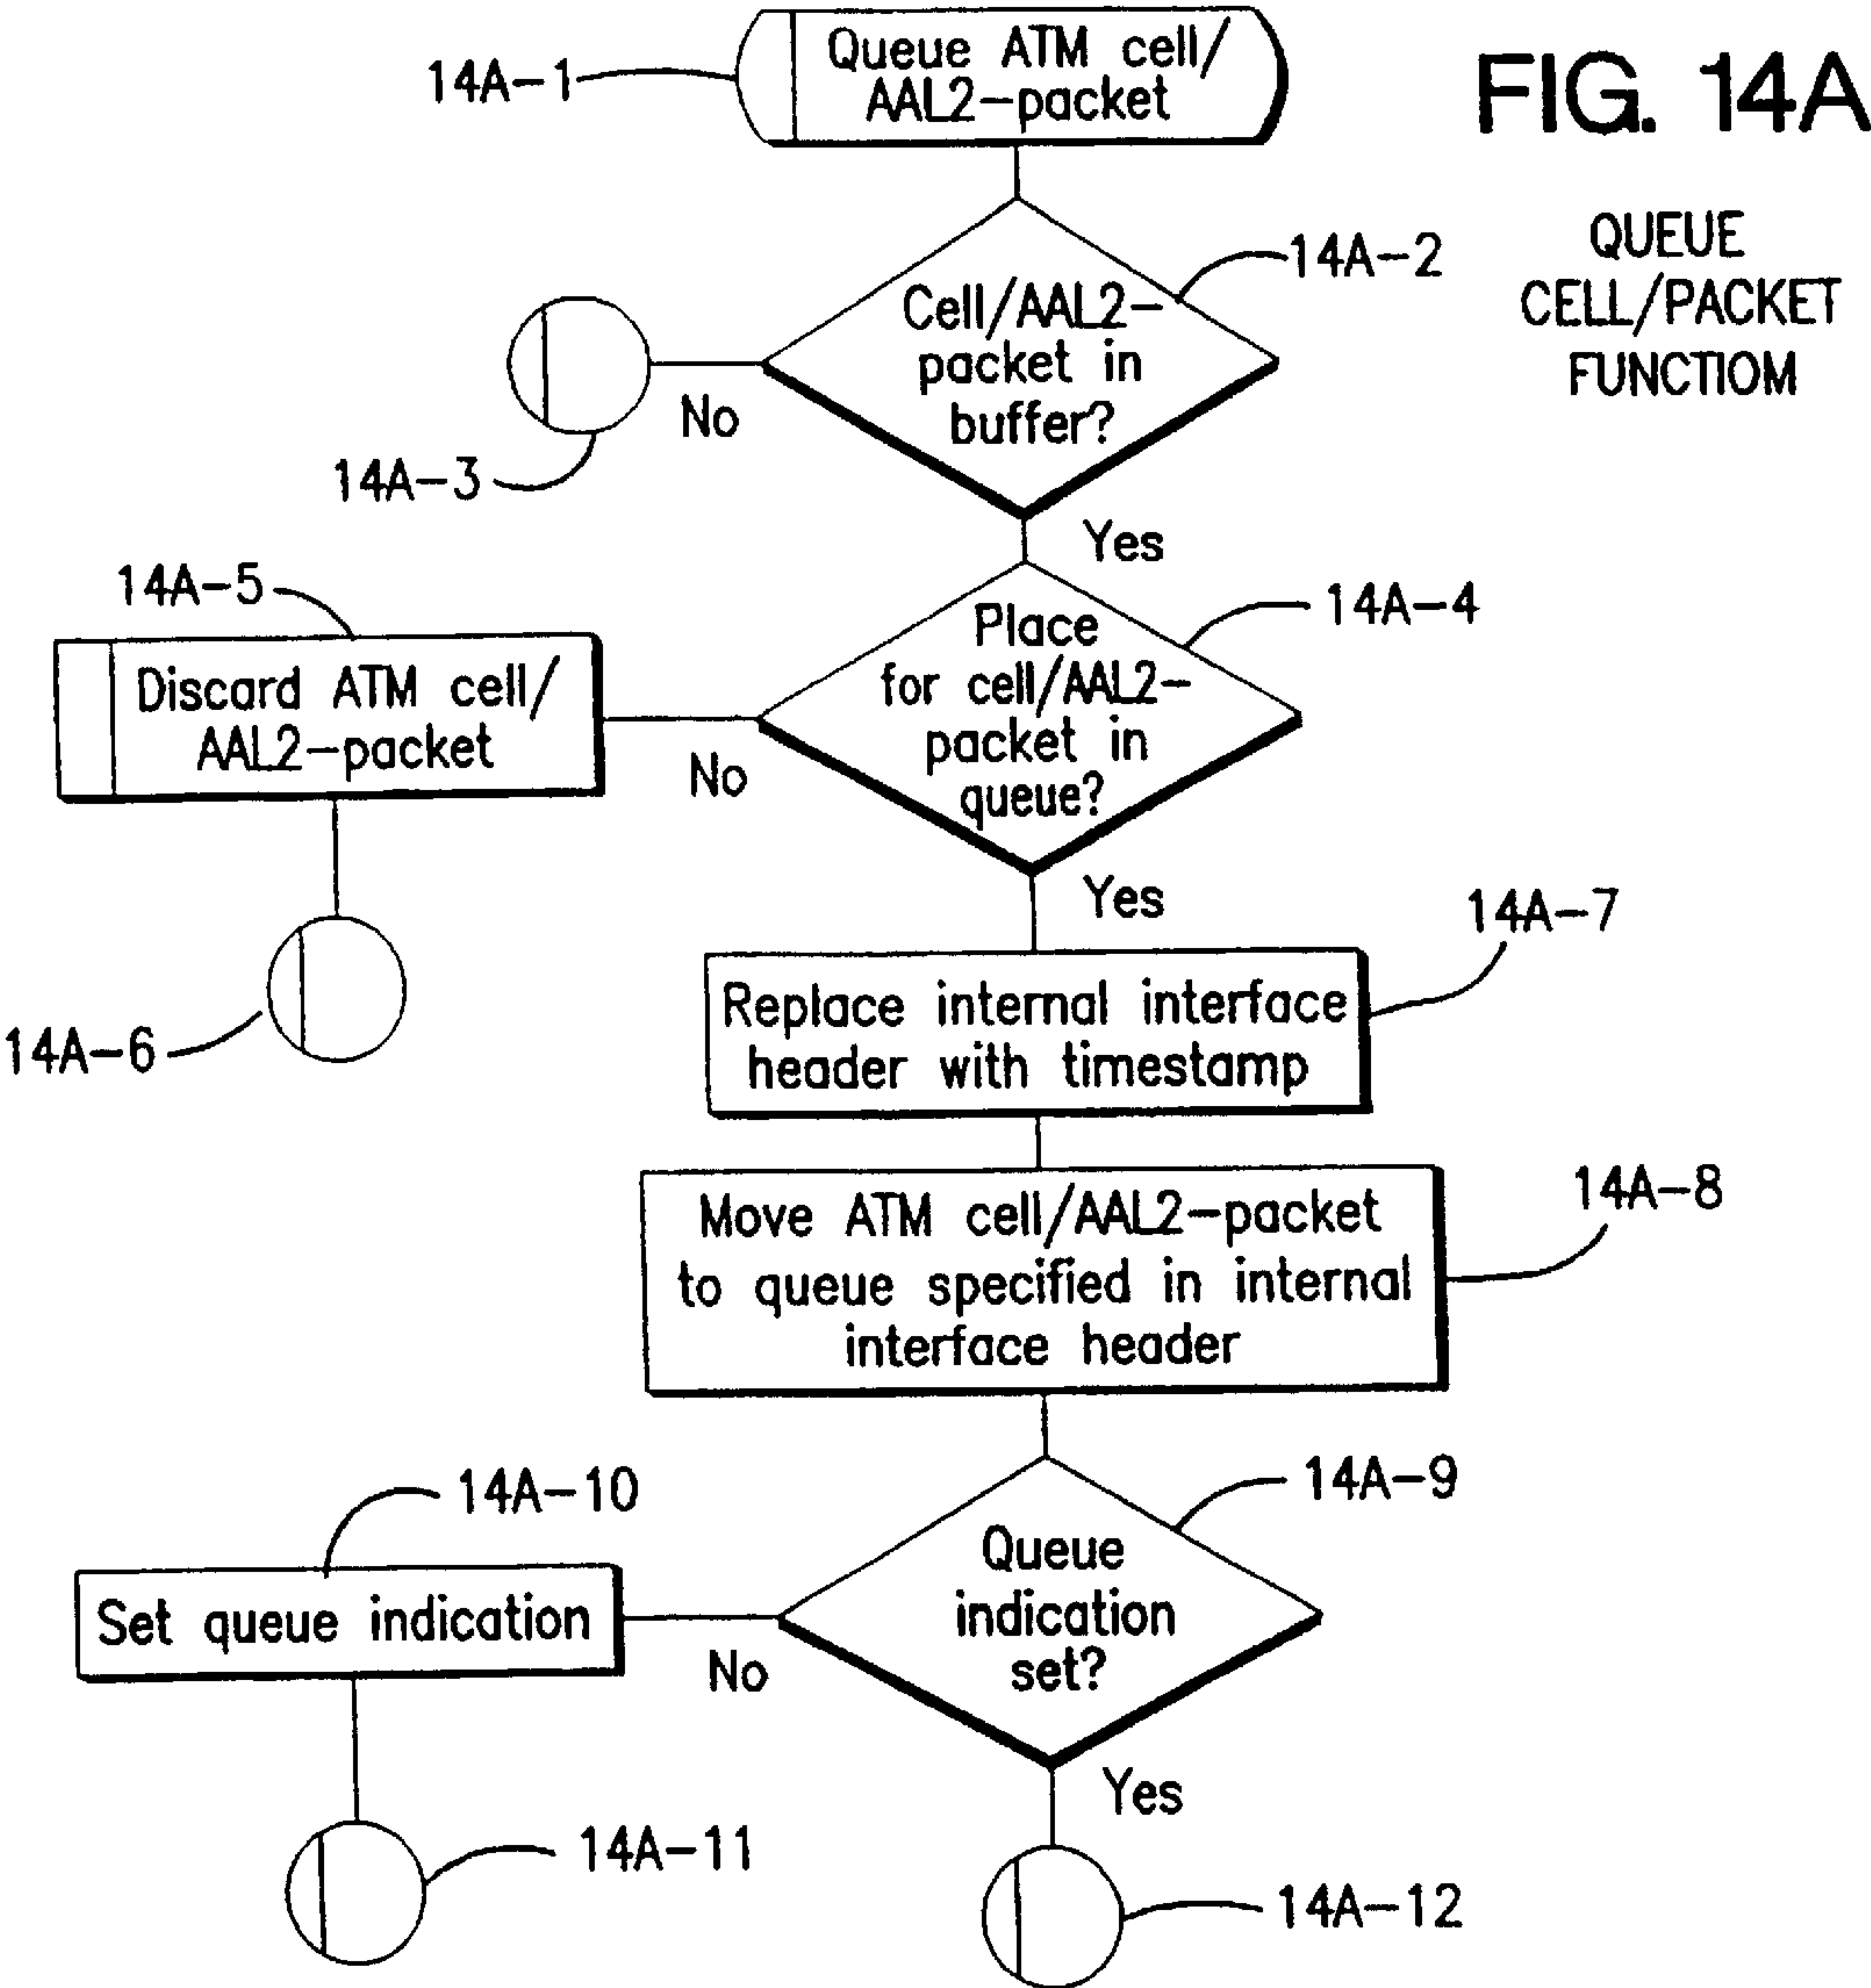 FIG. 14A
QUEUE
CELL/PACKET
FUNCTIOM
14A-1
Queue ATM cell/
AAL2-packet
14A-2
Cell/AAL2-
packet in
buffer?
No
14A-3
Yes
14A-4
Place
for cell/AAL2-
packet in
queue?
No
14A-5
Discard ATM cell/
AAL2-packet
14A-6
Yes
14A-7
Replace internal interface
header with timestamp
14A-8
Move ATM cell/AAL2-packet
to queue specified in internal
interface header
14A-9
Queue
indication
set?
No
14A-10
Set queue indication
14A-11
Yes
14A-12